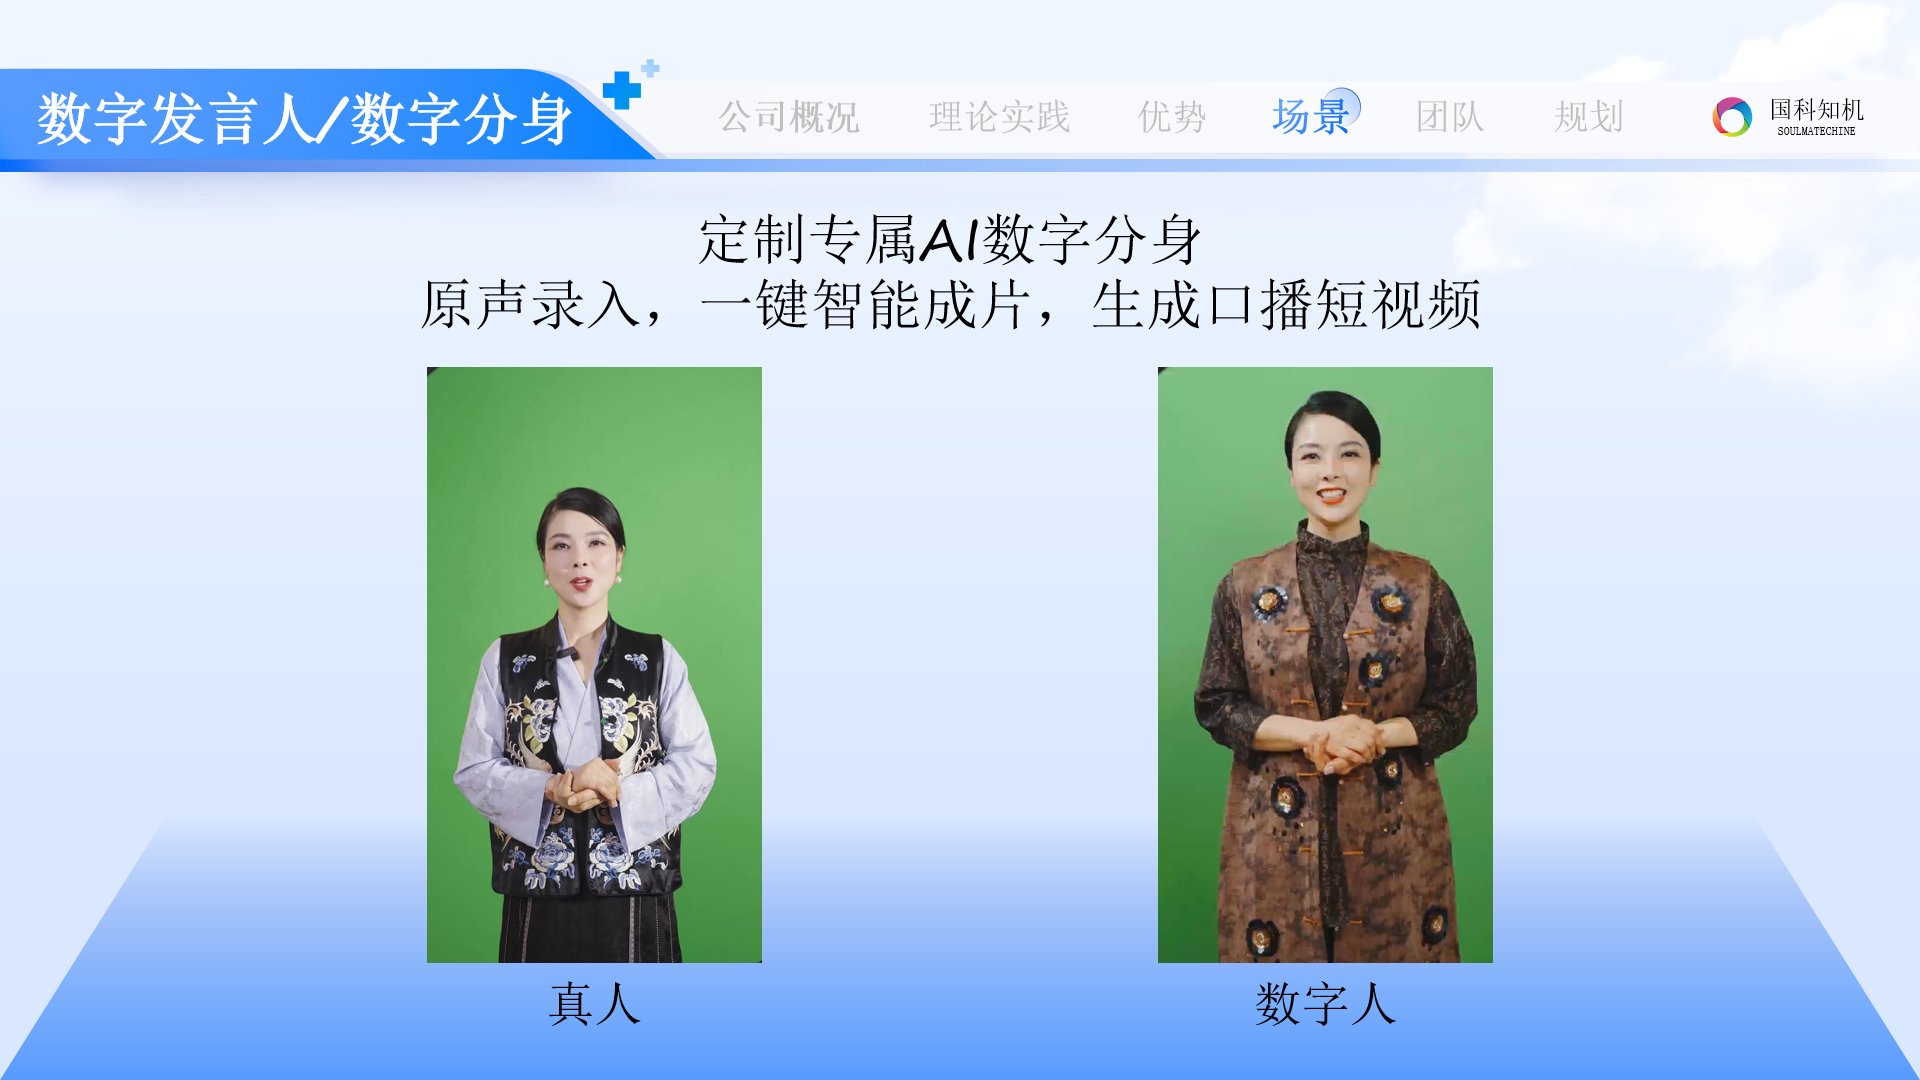 数字发言人/数字分身
公司概况 理论实践 优势 场景 团队 规划
国科知机
SOULMATECHINE
定制专属AI数字分身
原声录入，一键智能成片，生成口播短视频
真人
数字人